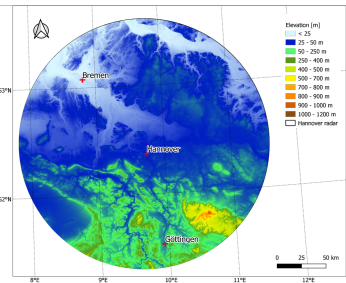 Elevation [m]
< 25
25 - 50 m
50 - 250 m
250 - 400 m
400 - 500 m
500 - 700 m
700 - 800 m
800 - 900 m
900 - 1000 m
1000 - 1200 m
Hannover radar
Bremen
53°N
Hannover
52°N
Göttingen
0 25 50 km
8°E 9°E 10°E 11°E 12°E